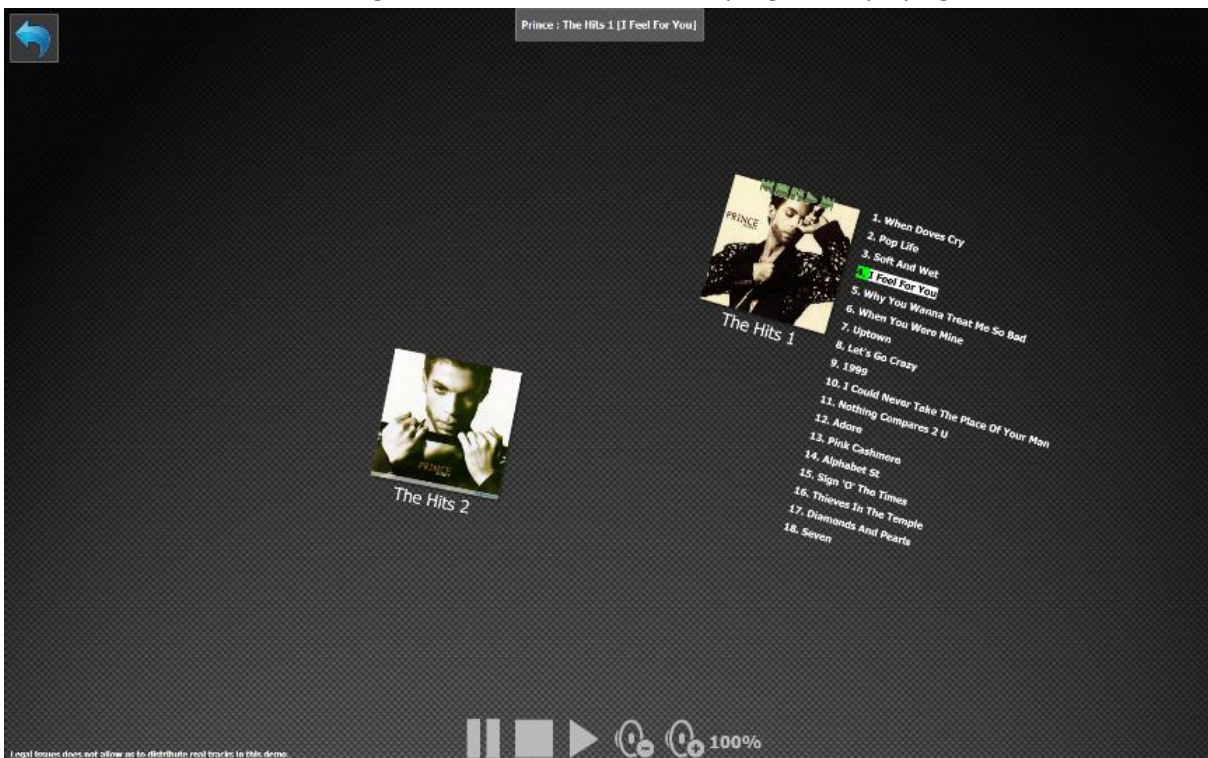 Prince : The Hits 1 [I Feel For You]
PRINCE
The Hits 1
1. When Doves Cry
2. Pop Life
3. Soft And Wet
4. I Feel For You
5. Why You Wanna Treat Me So Bad
6. When You Were Mine
7. Uptown
8. Let's Go Crazy
9. 1999
10. I Could Never Take The Place Of Your Man
11. Nothing Compares 2 U
12. Adore
13. Pink Cashmere
14. Alphabet St
15. Sign 'O' The Times
16. Thieves In The Temple
17. Diamonds And Pearls
18. Seven
PRINCE
The Hits 2
100%
Legal issues does not allow us to distribute real tracks in this demo.